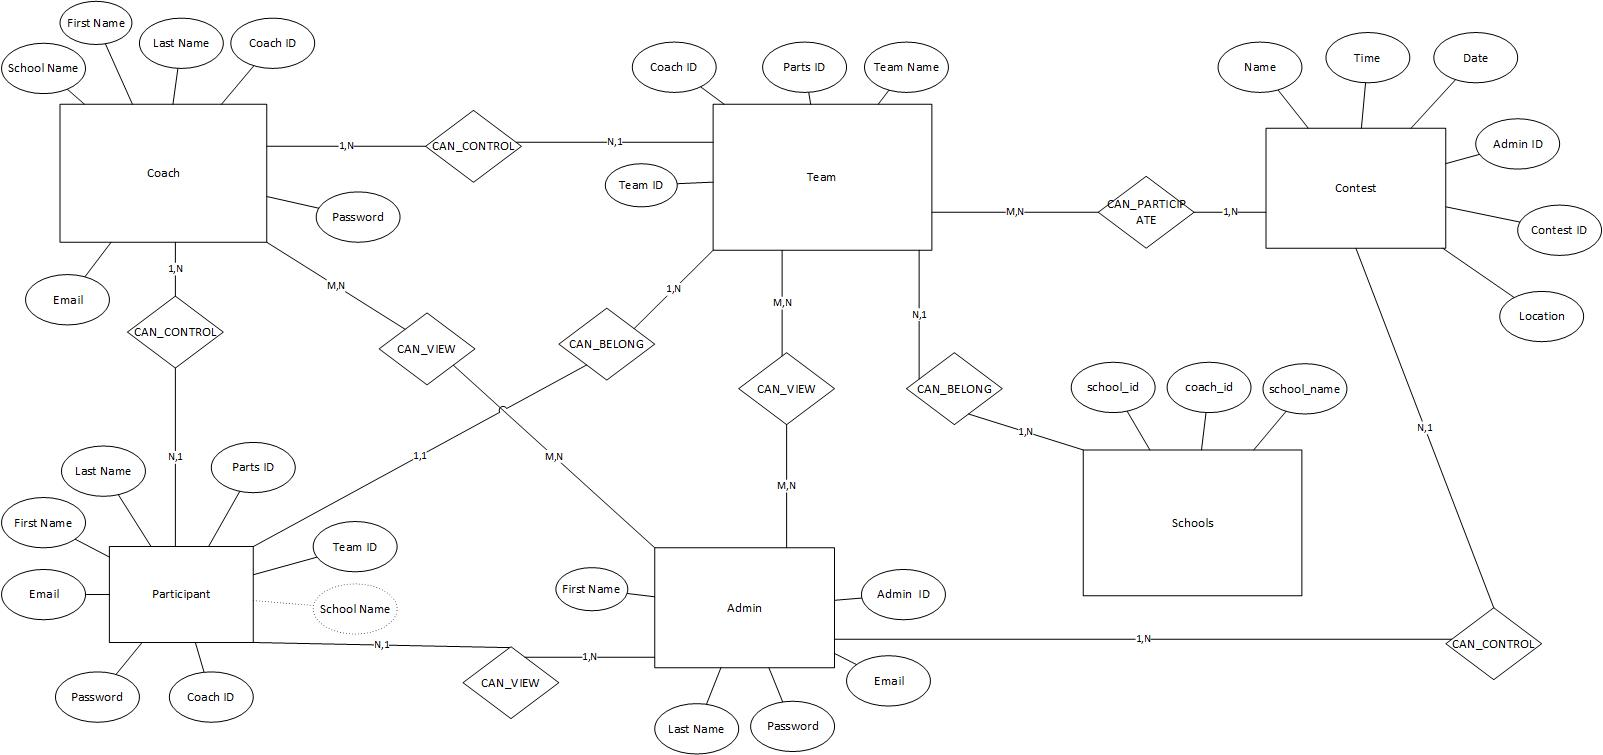 First Name
Last Name
Coach ID
School Name
Coach ID
Parts ID
Team Name
Name
Time
Date
Admin ID
CAN_CONTROL
1,N
N,1
Coach
Team
Team ID
Contest
Password
CAN_PARTICIP
ATE
M,N
1,N
Contest ID
1,N
Email
M,N
1,N
M,N
N,1
Location
CAN_CONTROL
CAN_VIEW
CAN_BELONG
CAN_VIEW
CAN_BELONG
school_id
coach_id
school_name
1,N
N,1
N,1
1,1
M,N
M,N
Last Name
Parts ID
First Name
Schools
Team ID
Email
Participant
School Name
First Name
Admin
Admin  ID
N,1
1,N
1,N
CAN_CONTROL
Password
Coach ID
CAN_VIEW
Email
Last Name
Password